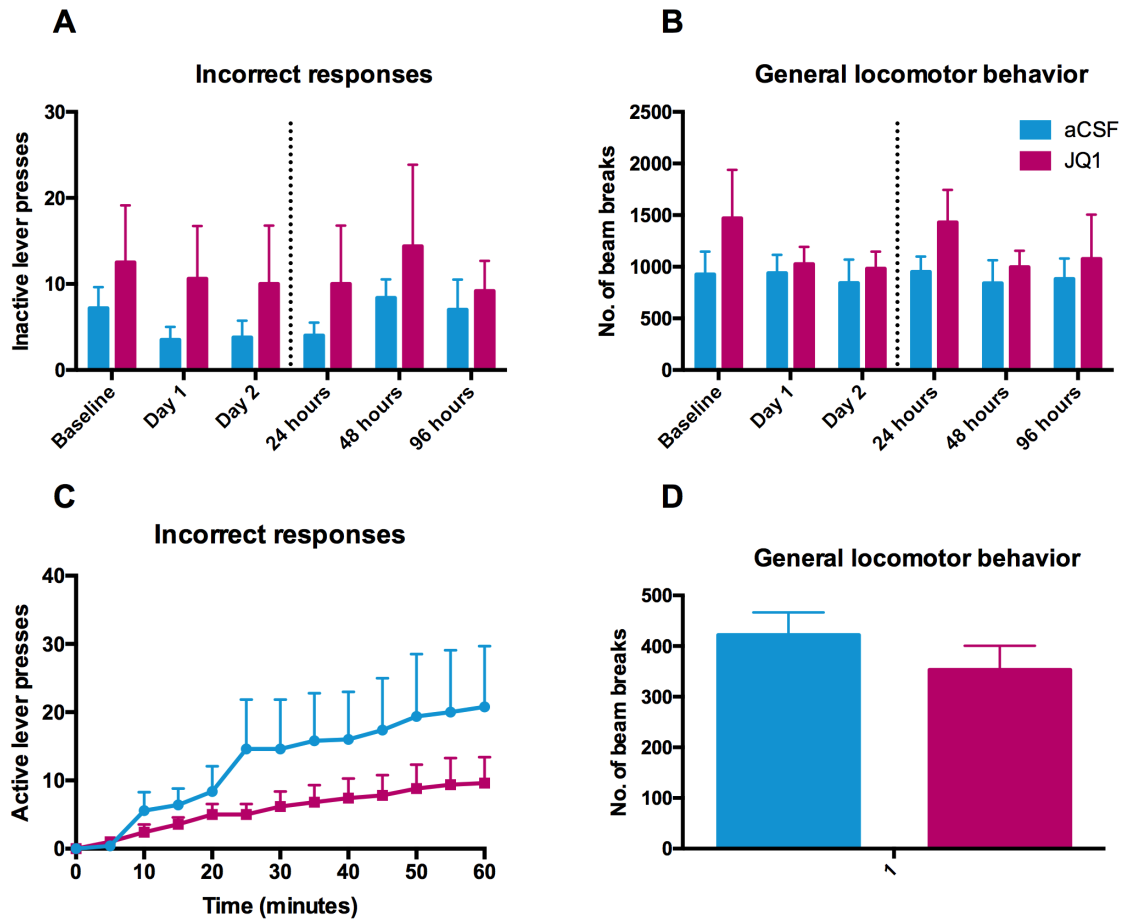 A
Incorrect responses
Inactive lever presses
30
20
10
0
Baseline
Day 1
Day 2
24 hours
48 hours
96 hours
B
General locomotor behavior
No. of beam breaks
2500
2000
1500
1000
500
0
aCSF
JQ1
Baseline
Day 1
Day 2
24 hours
48 hours
96 hours
C
Incorrect responses
Active lever presses
40
30
20
10
0
0 10 20 30 40 50 60
Time (minutes)
D
General locomotor behavior
No. of beam breaks
500
400
300
200
100
0
1